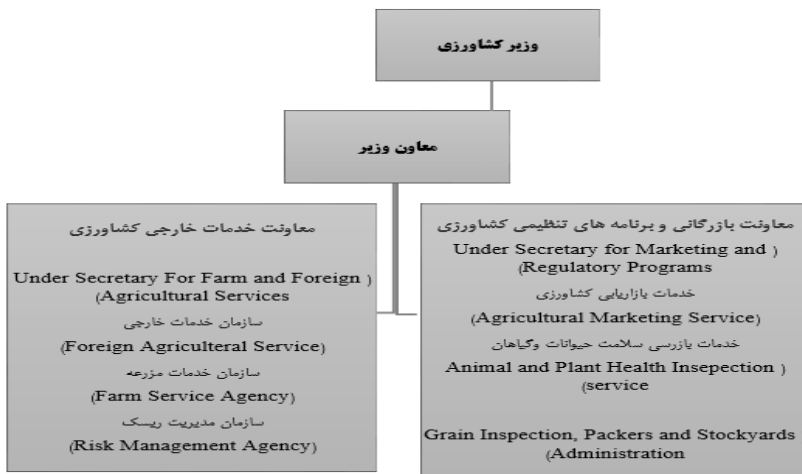 وزیر کشاورزی
معاون وزیر
معاونت خدمات خارجی کشاورزی
Under Secretary For Farm and Foreign )
(Agricultural Services
سازمان خدمات خارجی
(Foreign Agriculteral Service)
سازمان خدمات مزرعه
(Farm Service Agency)
سازمان مدیریت ریسک
(Risk Management Agency)
معاونت بازرگانی و برنامه های تنظیمی کشاورزی
Under Secretary for Marketing and )
(Regulatory Programs
خدمات بازاریابی کشاورزی
(Agricultural Marketing Service)
خدمات بازرسی سلامت حیوانات وگیاهان
Animal and Plant Health Insepection )
(service
Grain Inspection, Packers and Stockyards
(Administration